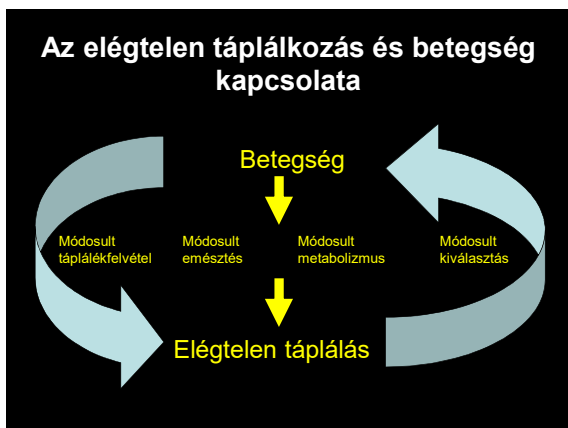 Az elégtelen táplálkozás és betegség
kapcsolata
Betegség
Módosult
táplálékfelvétel
Módosult
emésztés
Módosult
metabolizmus
Módosult
kiválasztás
Elégtelen táplálás